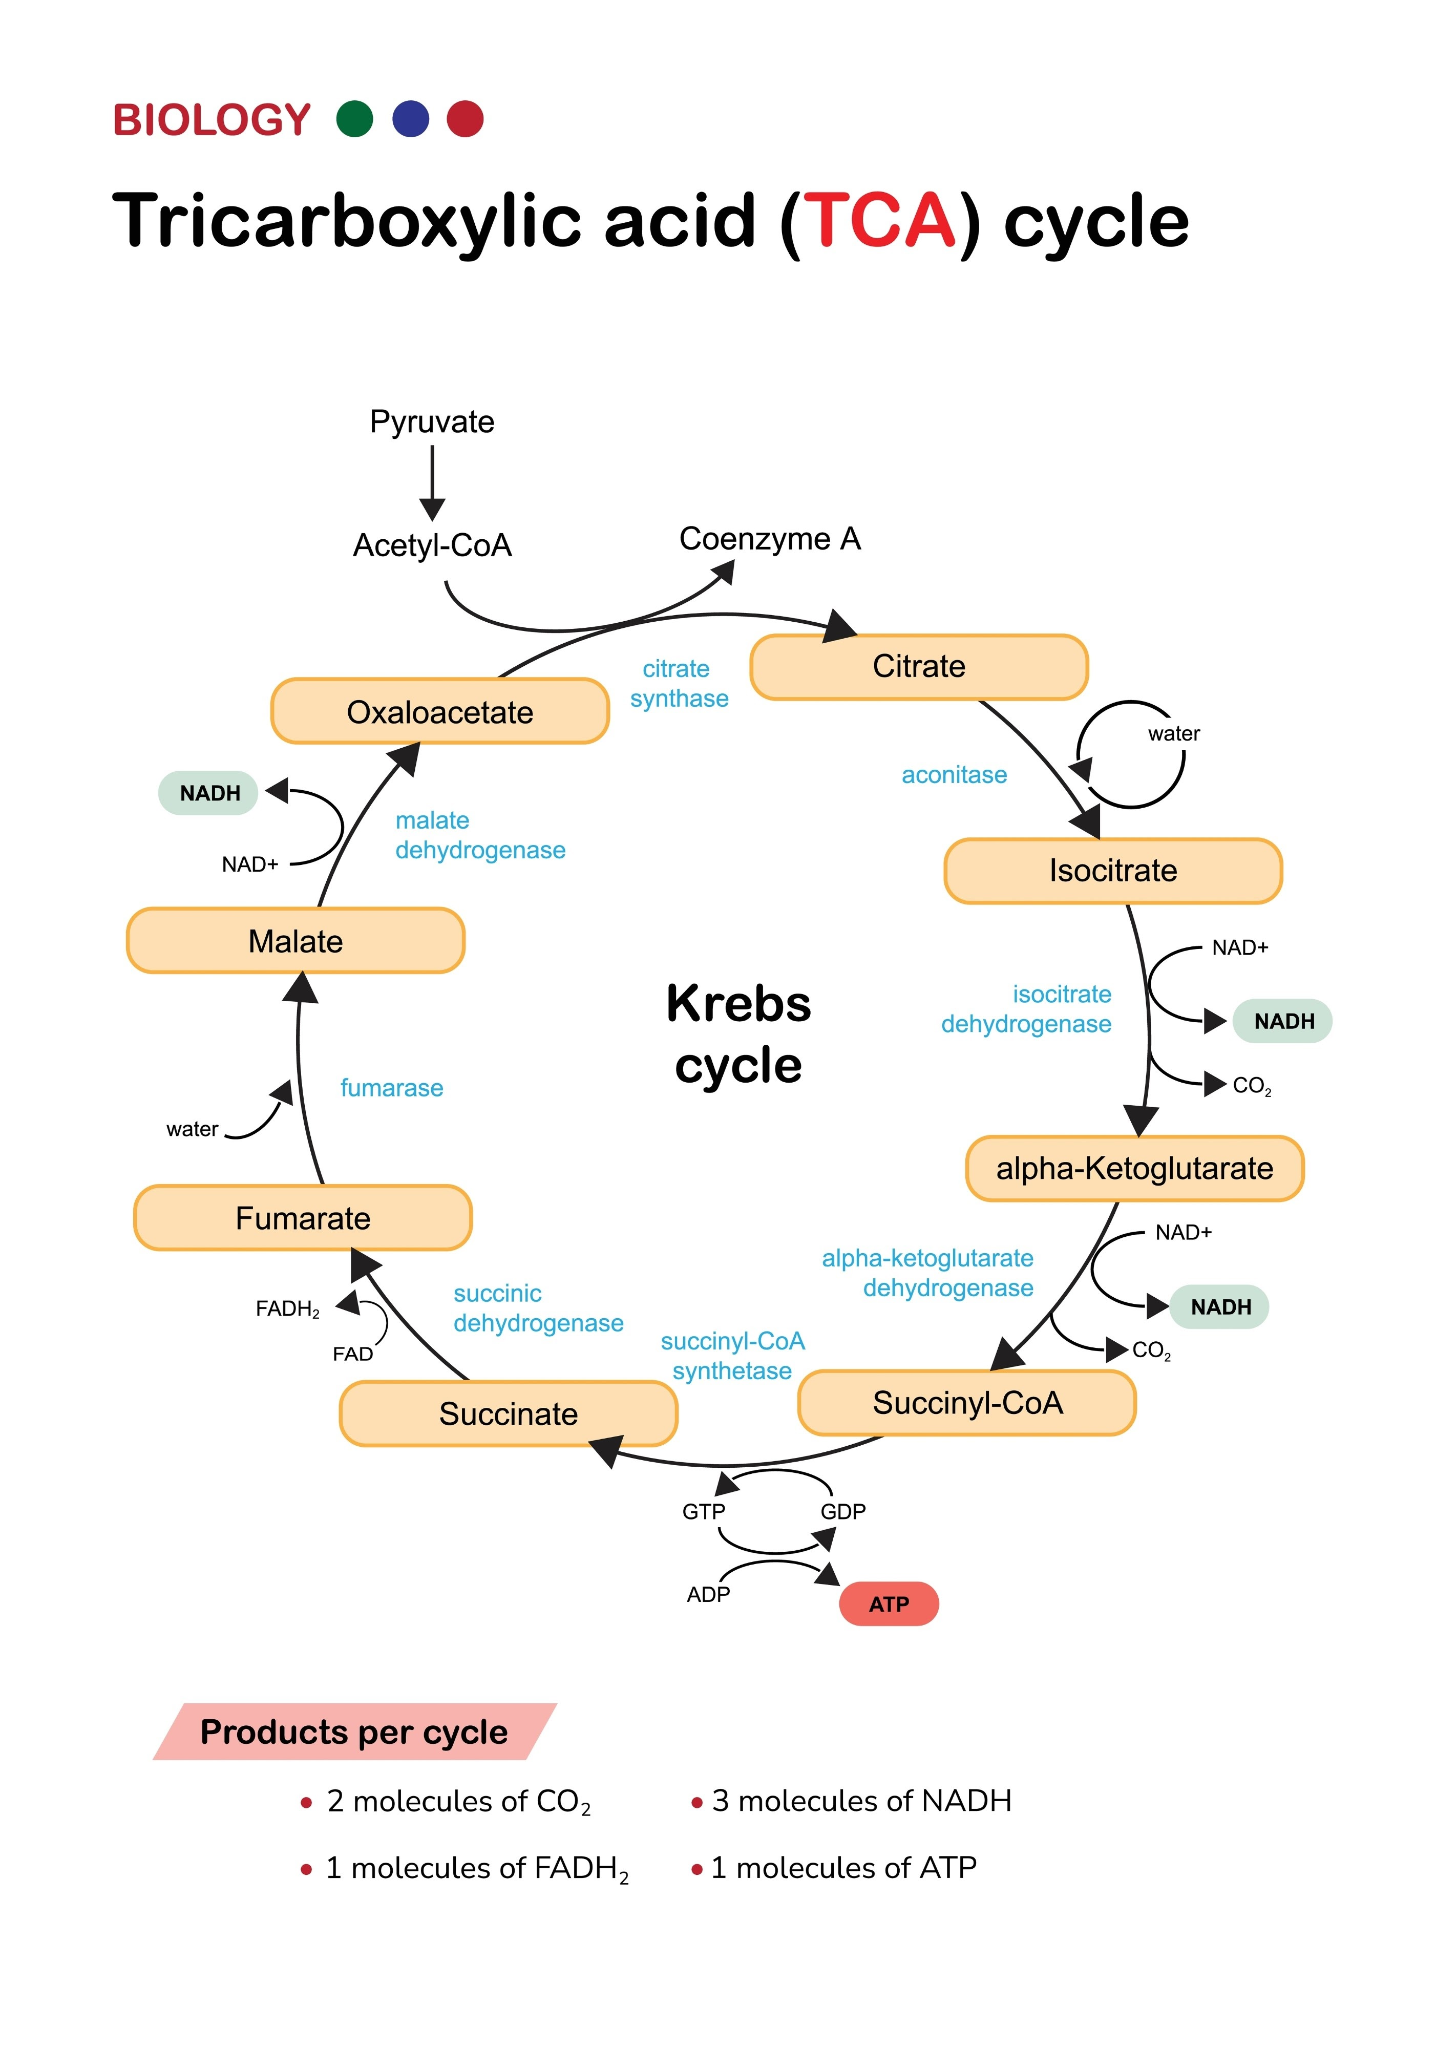 BIOLOGY
Tricarboxylic acid (TCA) cycle
Pyruvate
Acetyl-CoA
Coenzyme A
citrate
synthase
Citrate
Oxaloacetate
water
aconitase
NADH
NAD+
malate
dehydrogenase
Isocitrate
Malate
NAD+
isocitrate
dehydrogenase
NADH
CO₂
Krebs
cycle
fumarase
water
alpha-Ketoglutarate
Fumarate
NAD+
alpha-ketoglutarate
dehydrogenase
NADH
CO₂
FADH₂
FAD
succinic
dehydrogenase
succinyl-CoA
synthetase
Succinyl-CoA
Succinate
GTP
GDP
ADP
ATP
Products per cycle
• 2 molecules of CO₂
• 3 molecules of NADH
• 1 molecules of FADH₂
• 1 molecules of ATP